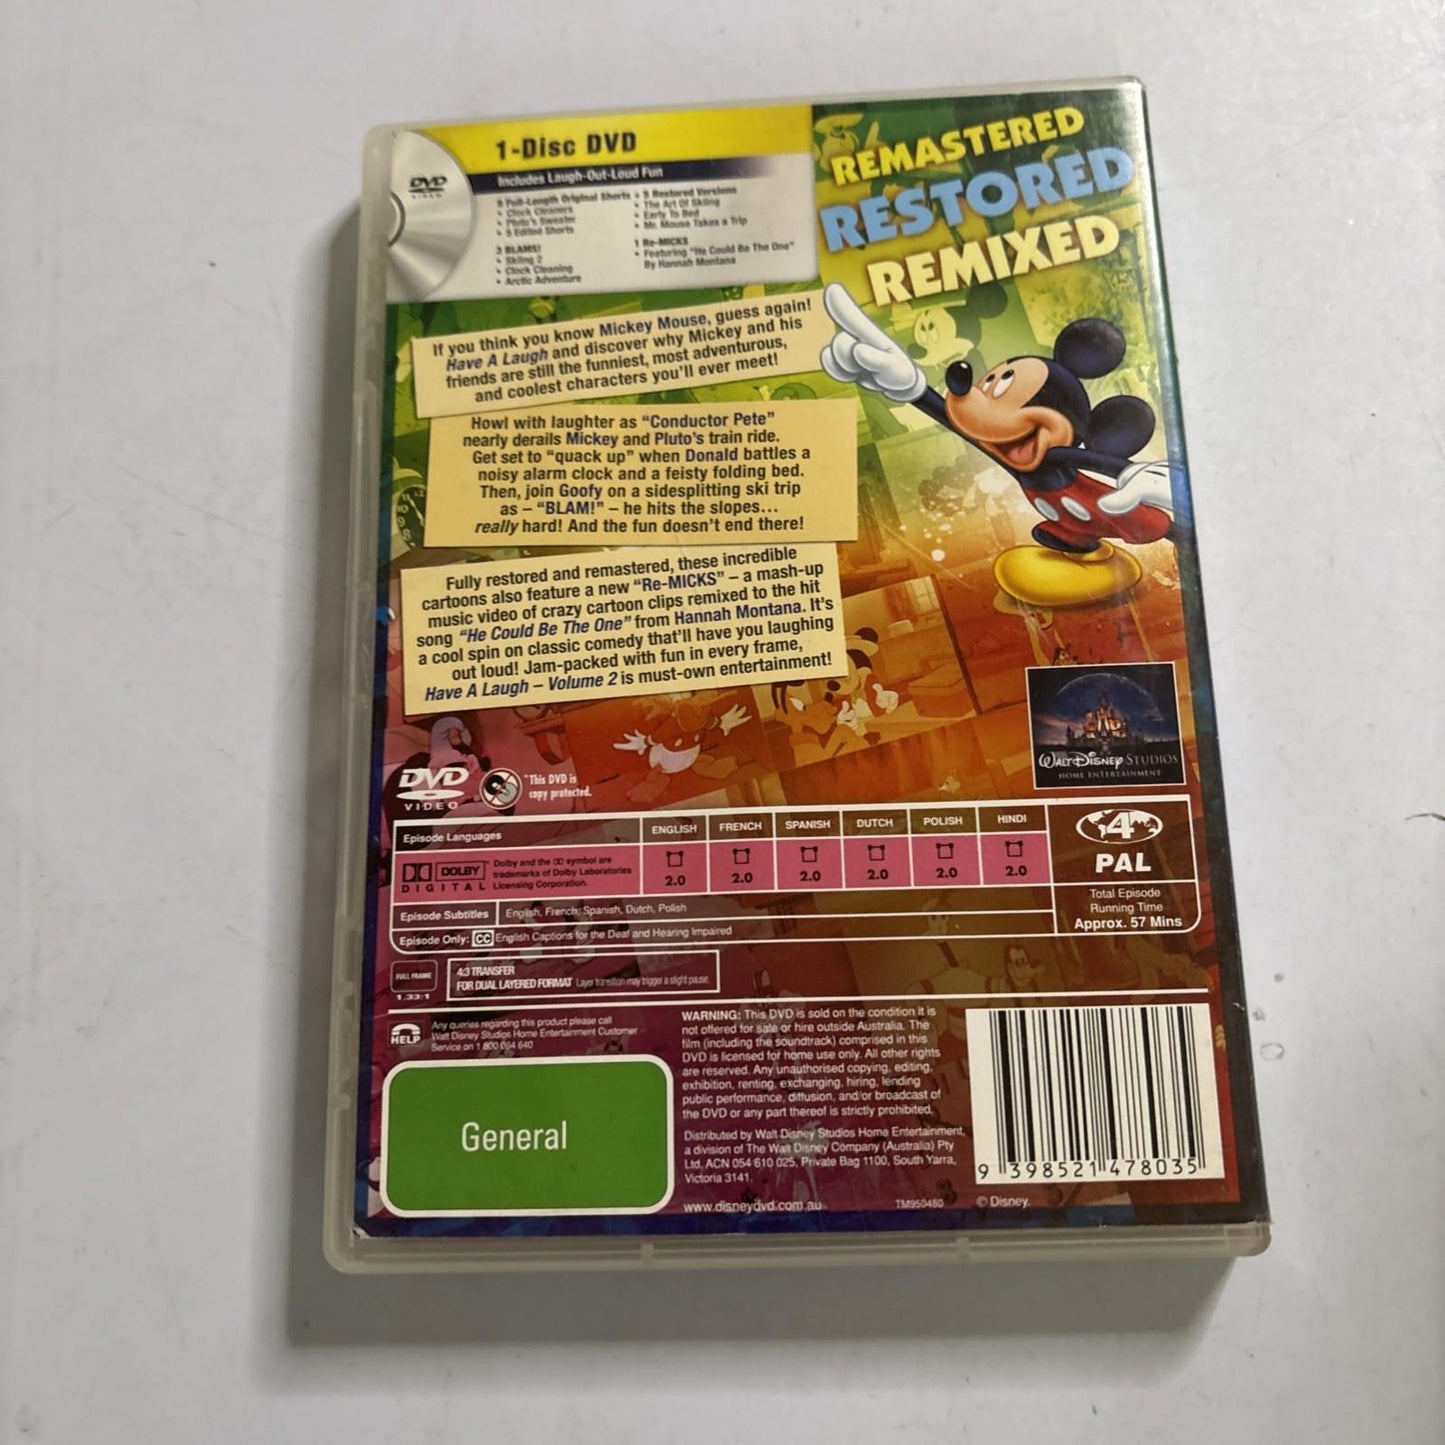 1-Disc DVD
Includes Laugh-Out-Loud Fun
DVD
VIDEO
Full-Length Original Shorts
• Clock Cleaners
• Pluto's Sweater
• 5 Edited Shorts
3 BLAMS!
• Skiing 2
• Clock Cleaning
• Arctic Adventure
• 5 Restored Versions
• The Art Of Skiing
• Early To Bed
• Mr. Mouse Takes a Trip
1 Re-MICKS
• Featuring "He Could Be The One"
By Hannah Montana
REMASTERED
RESTORED
REMIXED
If you think you know Mickey Mouse, guess again!
Have A Laugh and discover why Mickey and his
friends are still the funniest, most adventurous,
and coolest characters you'll ever meet!
Howl with laughter as "Conductor Pete"
nearly derails Mickey and Pluto's train ride.
Get set to "quack up" when Donald battles a
noisy alarm clock and a feisty folding bed.
Then, join Goofy on a sidesplitting ski trip
as – "BLAM!" – he hits the slopes...
really hard! And the fun doesn't end there!
Fully restored and remastered, these incredible
cartoons also feature a new "Re-MICKS" – a mash-up
music video of crazy cartoon clips remixed to the hit
song "He Could Be The One" from Hannah Montana. It's
a cool spin on classic comedy that'll have you laughing
out loud! Jam-packed with fun in every frame,
Have A Laugh – Volume 2 is must-own entertainment!
WALT DISNEY STUDIOS
HOME ENTERTAINMENT
DVD
VIDEO
*This DVD is
copy protected.
Episode Languages
ENGLISH FRENCH SPANISH DUTCH POLISH HINDI
DOLBY
DIGITAL
* Dolby and the DD symbol are
trademarks of Dolby Laboratories
Licensing Corporation.
2.0 2.0 2.0 2.0 2.0 2.0
Episode Subtitles English, French, Spanish, Dutch, Polish
Episode Only: CC English Captions for the Deaf and Hearing Impaired
4
PAL
Total Episode
Running Time
Approx. 57 Mins
FULL FRAME
1.33:1
4:3 TRANSFER
FOR DUAL LAYERED FORMAT Layer transition may trigger a slight pause.
HELP
Any queries regarding this product please call
Walt Disney Studios Home Entertainment Customer
Service on 1 800 064 640
General
WARNING: This DVD is sold on the condition it is
not offered for sale or hire outside Australia. The
film (including the soundtrack) comprised in this
DVD is licensed for home use only. All other rights
are reserved. Any unauthorised copying, editing,
exhibition, renting, exchanging, hiring, lending
public performance, diffusion, and/or broadcast of
the DVD or any part thereof is strictly prohibited.
Distributed by Walt Disney Studios Home Entertainment,
a division of The Walt Disney Company (Australia) Pty
Ltd, ACN 054 610 025, Private Bag 1100, South Yarra,
Victoria 3141.
www.disneydvd.com.au
TM950480
© Disney.
9 398521 478035